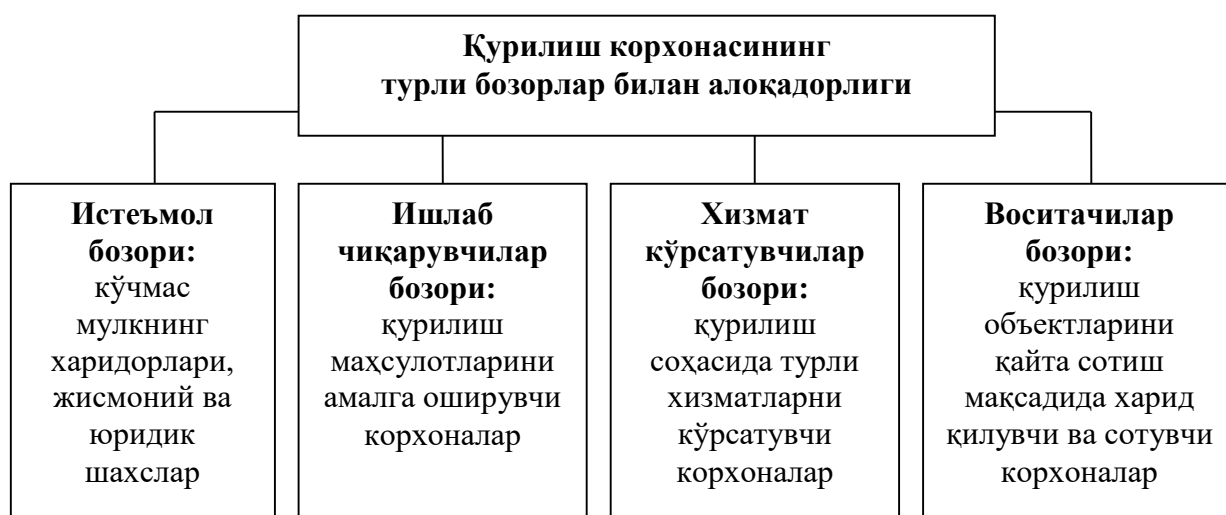 Қурилиш корхонасининг
турли бозорлар билан алоқадорлиги
Истеъмол
бозори:
кўчмас
мулкнинг
харидорлари,
жисмоний ва
юридик
шахслар
Ишлаб
чиқарувчилар
бозори:
қурилиш
маҳсулотларини
амалга оширувчи
корхоналар
Хизмат
кўрсатувчилар
бозори:
қурилиш
соҳасида турли
хизматларни
кўрсатувчи
корхоналар
Воситачилар
бозори:
қурилиш
объектларини
қайта сотиш
мақсадида харид
қилувчи ва сотувчи
корхоналар